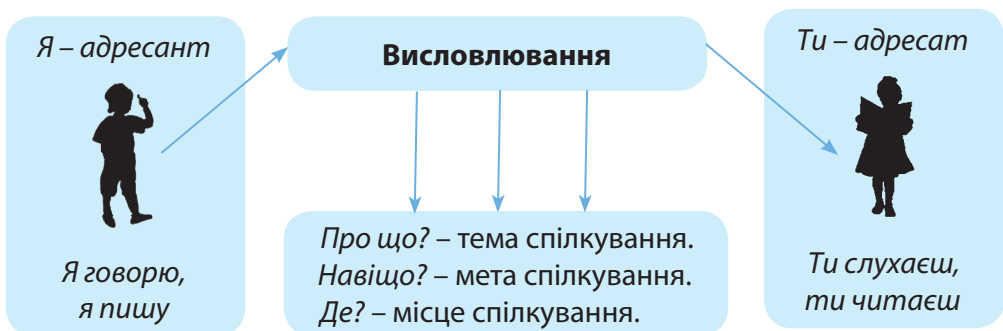 Я – адресант
Я говорю,
я пишу
Висловлювання
Про що? – тема спілкування.
Навіщо? – мета спілкування.
Де? – місце спілкування.
Ти – адресат
Ти слухаєш,
ти читаєш